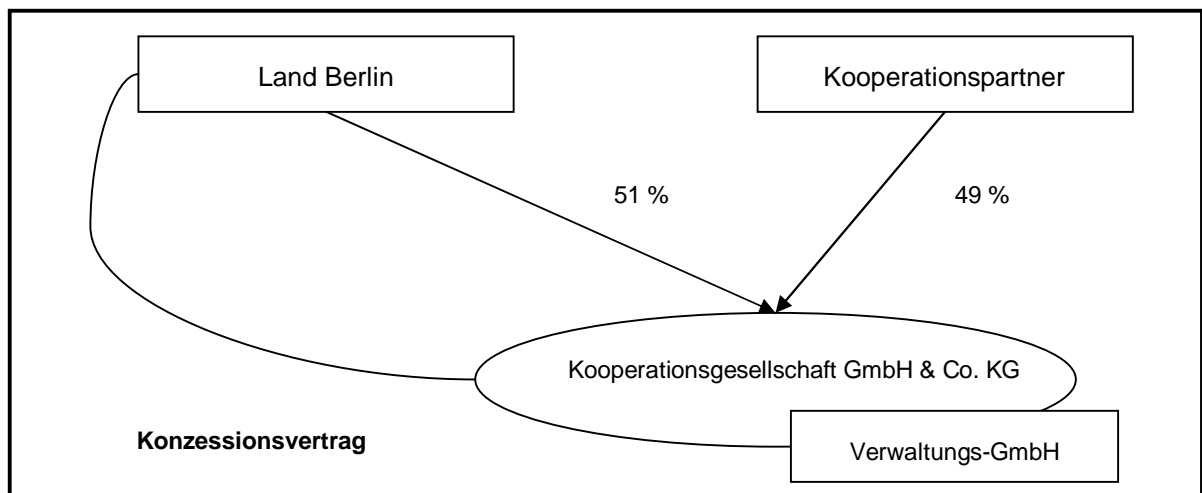 Land Berlin
Kooperationspartner
51 %
49 %
Kooperationsgesellschaft GmbH & Co. KG
Konzessionsvertrag
Verwaltungs-GmbH